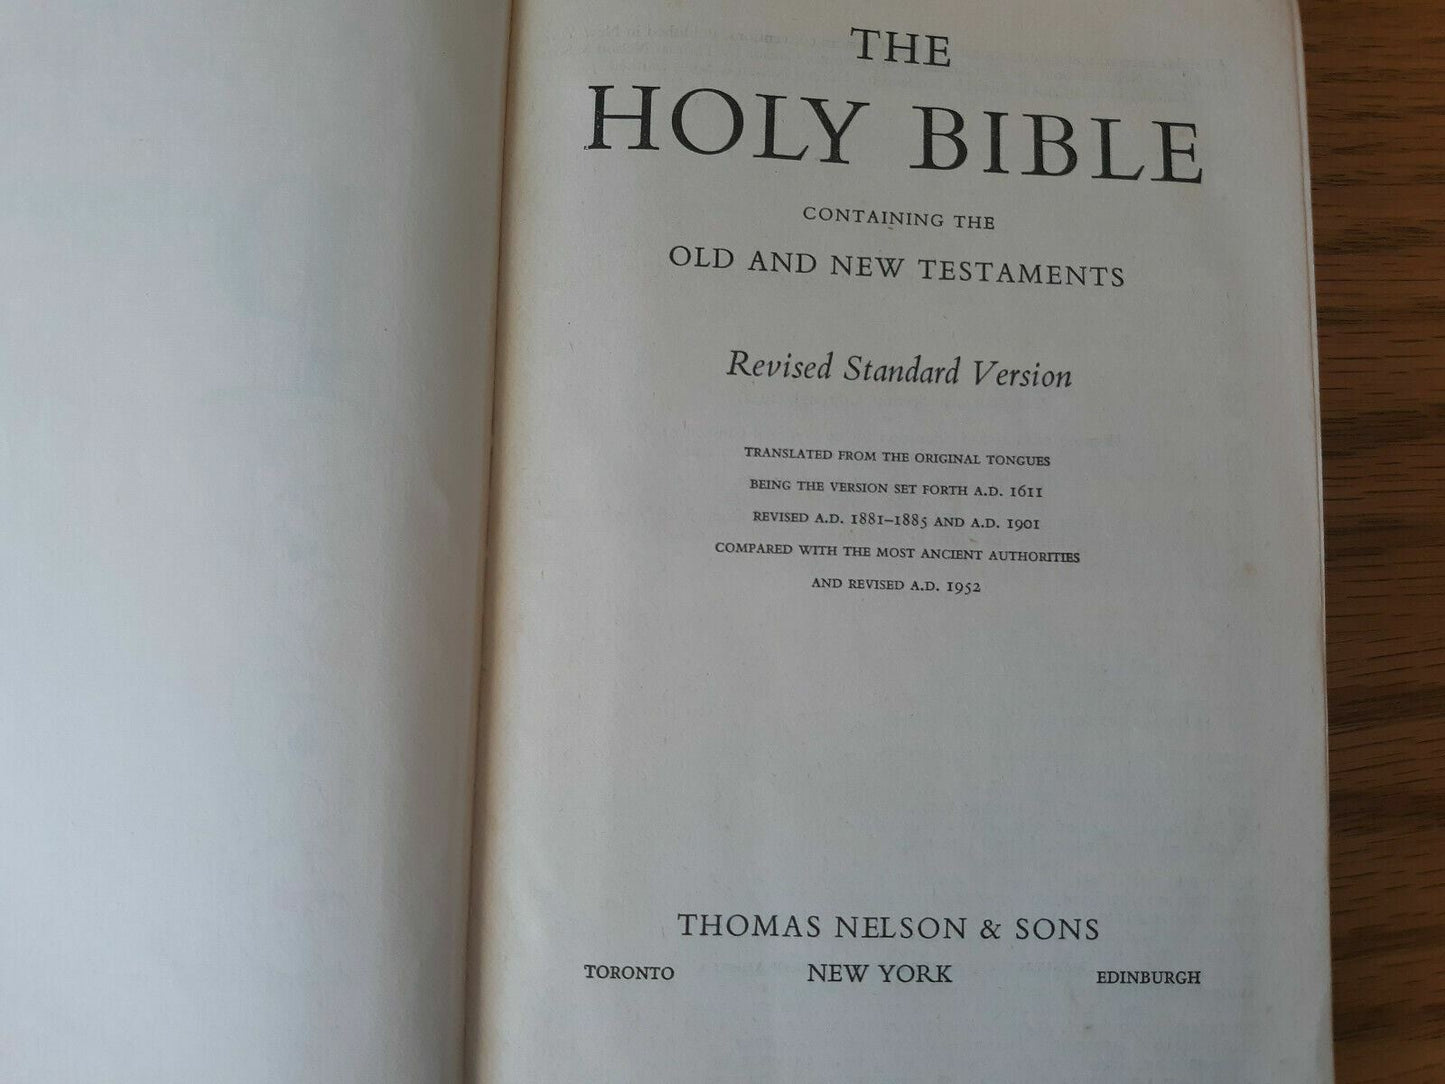 THE
HOLY BIBLE
CONTAINING THE
OLD AND NEW TESTAMENTS
Revised Standard Version
TRANSLATED FROM THE ORIGINAL TONGUES
BEING THE VERSION SET FORTH A.D. 1611
REVISED A.D. 1881–1885 AND A.D. 1901
COMPARED WITH THE MOST ANCIENT AUTHORITIES
AND REVISED A.D. 1952
THOMAS NELSON & SONS
TORONTO NEW YORK EDINBURGH